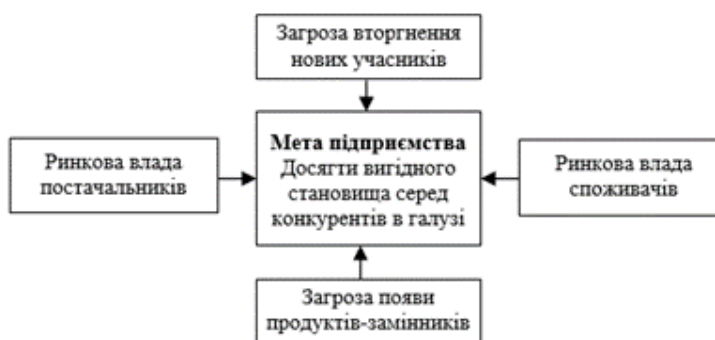 Загроза вторгнення
нових учасників
Мета підприємства
Досягти вигідного
становища серед
конкурентів в галузі
Ринкова влада
постачальників
Ринкова влада
споживачів
Загроза появи
продуктів-замінників